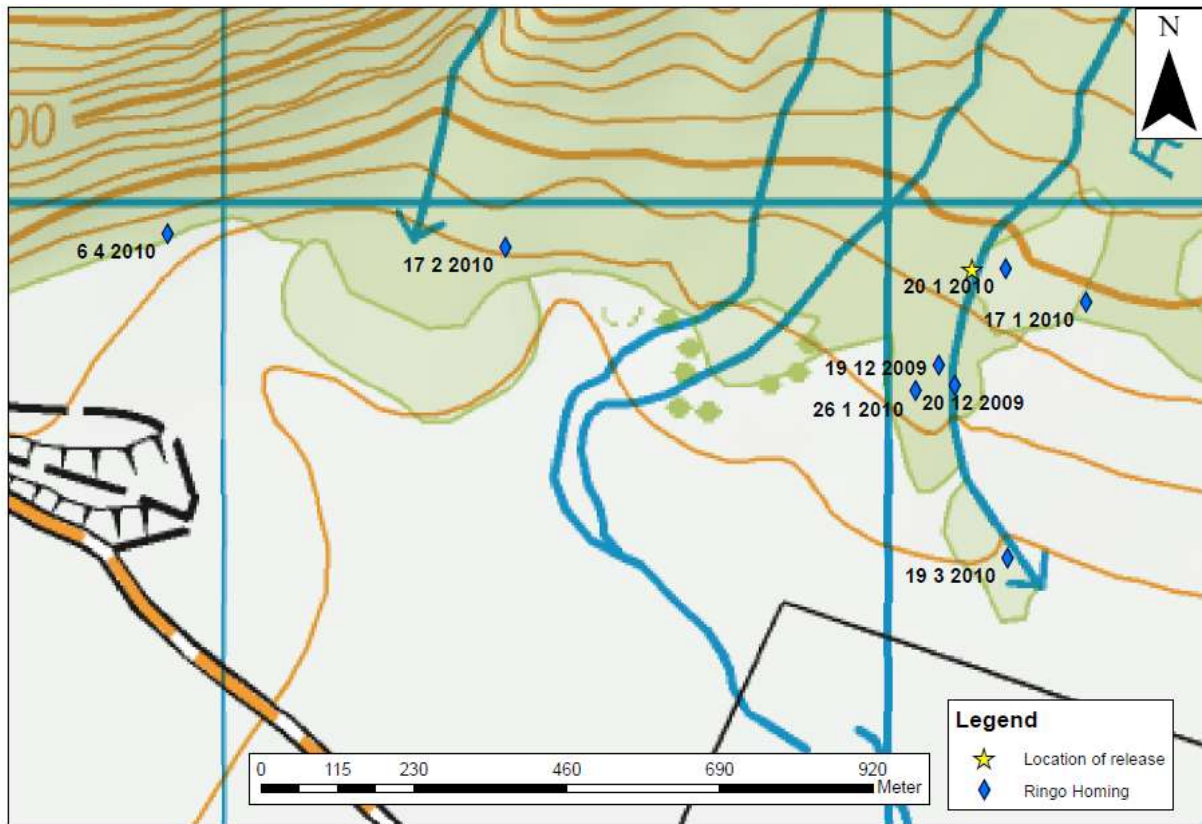 N
00
6 4 2010
17 2 2010
20 1 2010
17 1 2010
19 12 2009
26 1 2010
20 12 2009
19 3 2010
Legend
Location of release
Ringo Homing
0 115 230 460 690 920
Meter